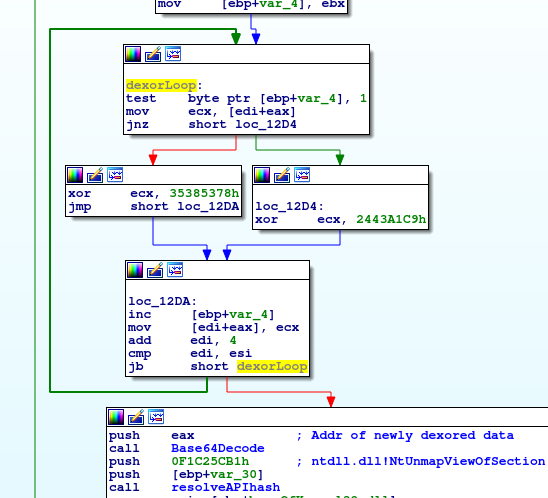 mov [ebp+var_4], ebx
dexorLoop:
test byte ptr [ebp+var_4], 1
mov ecx, [edi+eax]
jnz short loc_12D4
xor ecx, 35385378h
jmp short loc_12DA
loc_12D4:
xor ecx, 2443A1C9h
loc_12DA:
inc [ebp+var_4]
mov [edi+eax], ecx
add edi, 4
cmp edi, esi
jb short dexorLoop
push eax ; Addr of newly dexored data
call Base64Decode
push 0F1C25CB1h ; ntdll.dll!NtUnmapViewOfSection
push [ebp+var_30]
call resolveAPIhash